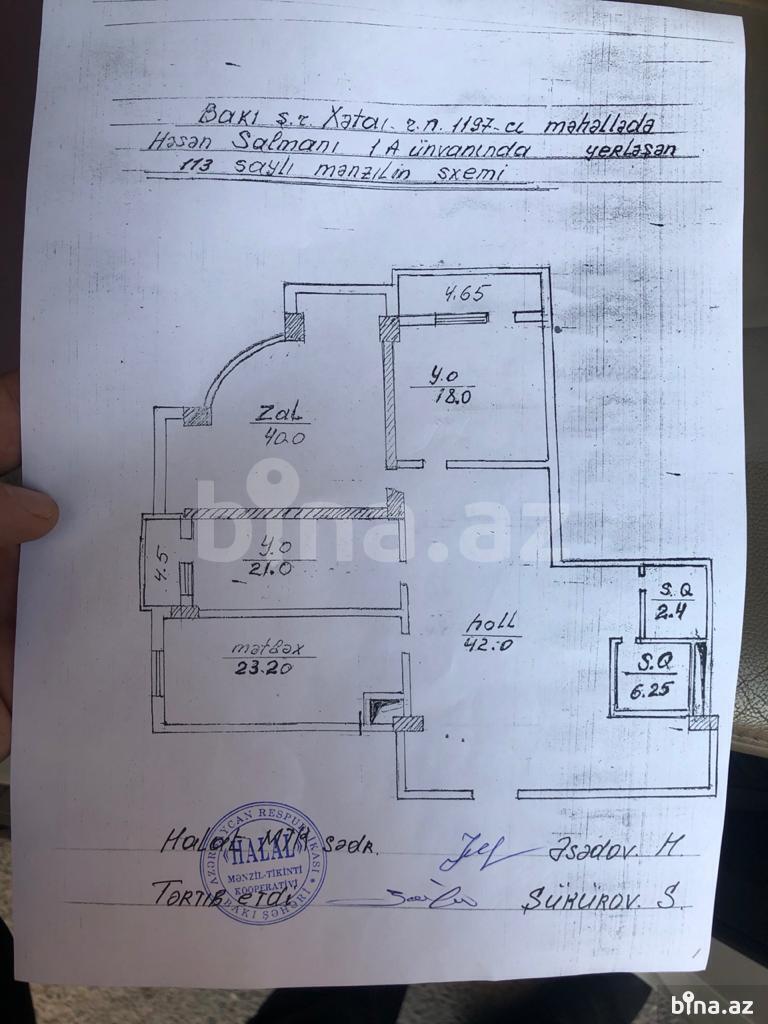 Bakı ş.r. Xətai r.n. 1197-ci məhəllədə
Həsən Salmanı 1A ünvanında yerləşən
113 saylı mənzilin sxemi
4.65
y.o
18.0
Zal
40.0
bina.az
4.5
y.o
21.0
holl
42.0
S.Q
2.4
mətbəx
23.20
S.Q
6.25
AZƏRBAYCAN RESPUBLİKASI
HALAL
MƏNZİL-TİKİNTİ
KOOPERATİVİ
BAKI ŞƏHƏRİ
Halal MTK sədr. Əsədov. H.
Tərtib etdi ŞÜKÜROV. S.
bina.az